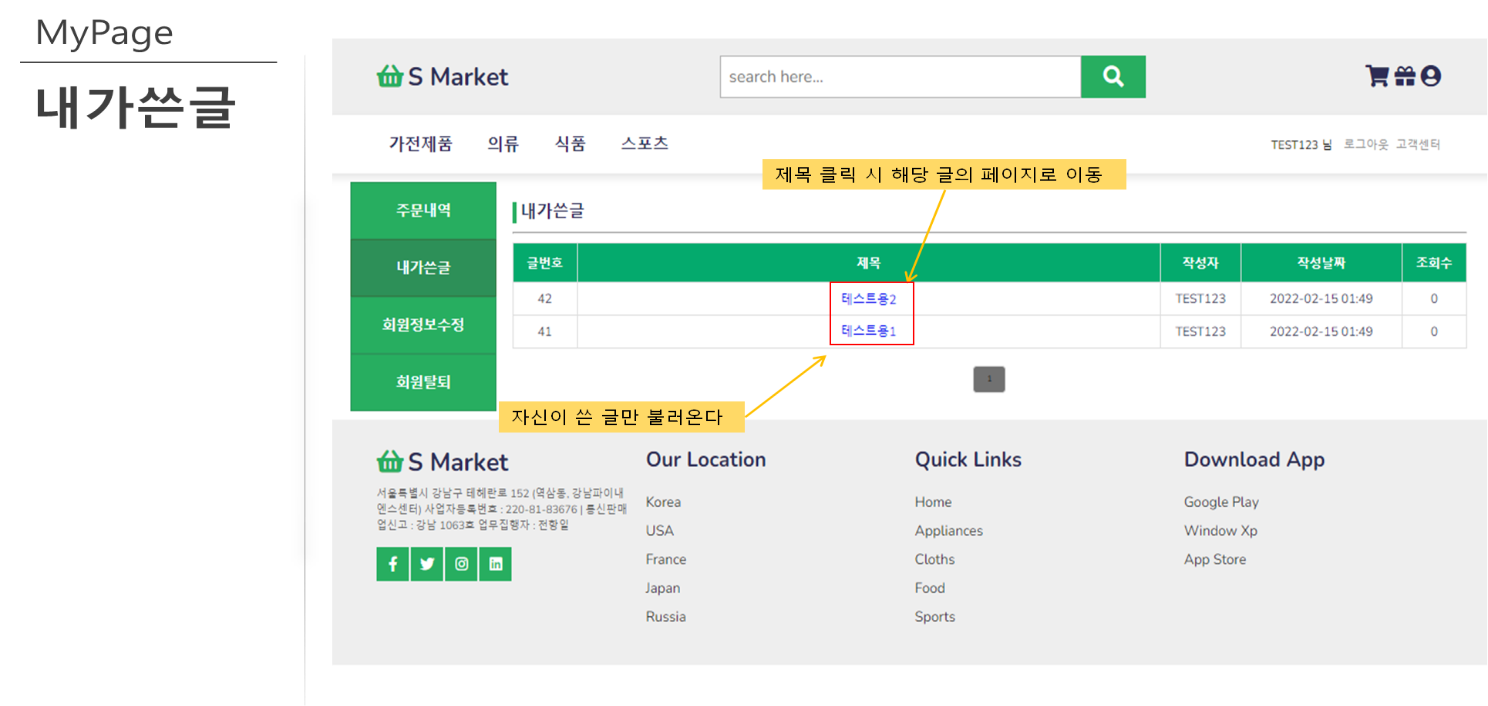 MyPage
내가쓴글
S Market
search here...
가전제품 의류 식품 스포츠
TEST123 님 로그아웃 고객센터
제목 클릭 시 해당 글의 페이지로 이동
주문내역
내가쓴글
회원정보수정
회원탈퇴
내가쓴글
글번호 제목 작성자 작성날짜 조회수
42 테스트용2 TEST123 2022-02-15 01:49 0
41 테스트용1 TEST123 2022-02-15 01:49 0
1
자신이 쓴 글만 불러온다
S Market
서울특별시 강남구 테헤란로 152 (역삼동, 강남파이내
앤스센터) 사업자등록번호 : 220-81-83676 | 통신판매
업신고 : 강남 1063호 업무집행자 : 전항일
Our Location
Korea
USA
France
Japan
Russia
Quick Links
Home
Appliances
Cloths
Food
Sports
Download App
Google Play
Window Xp
App Store